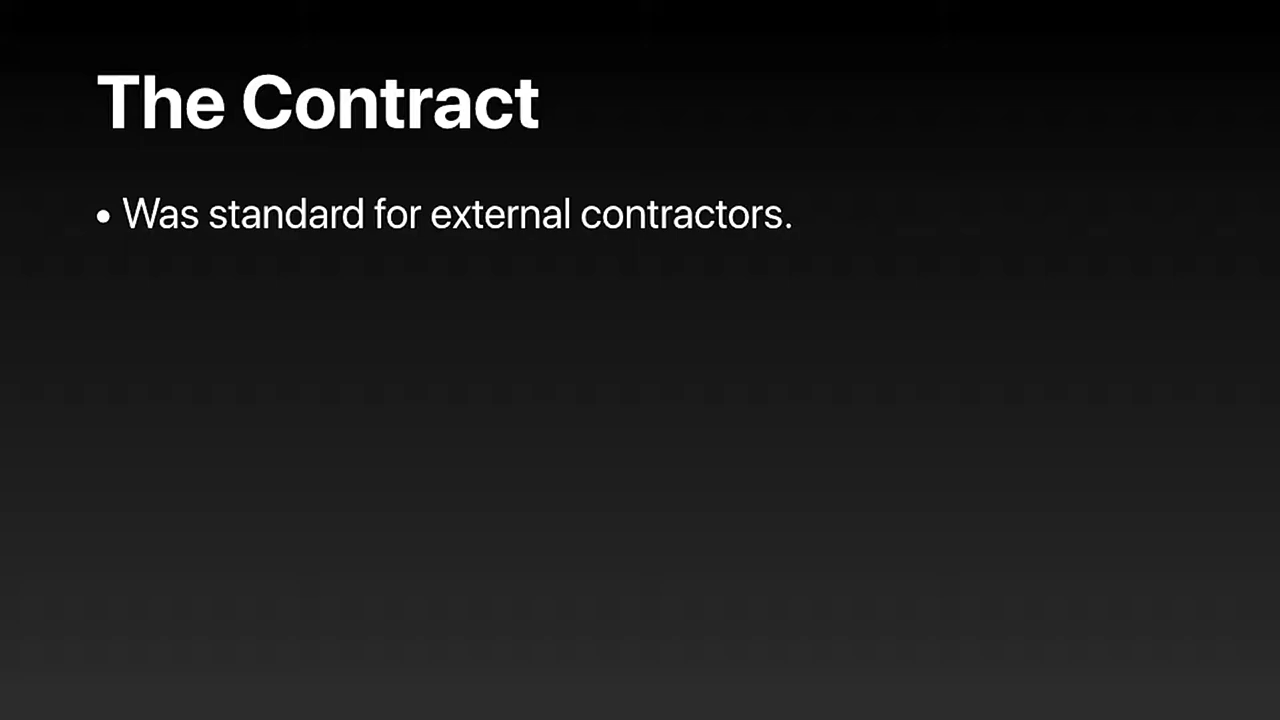 The Contract
• Was standard for external contractors.